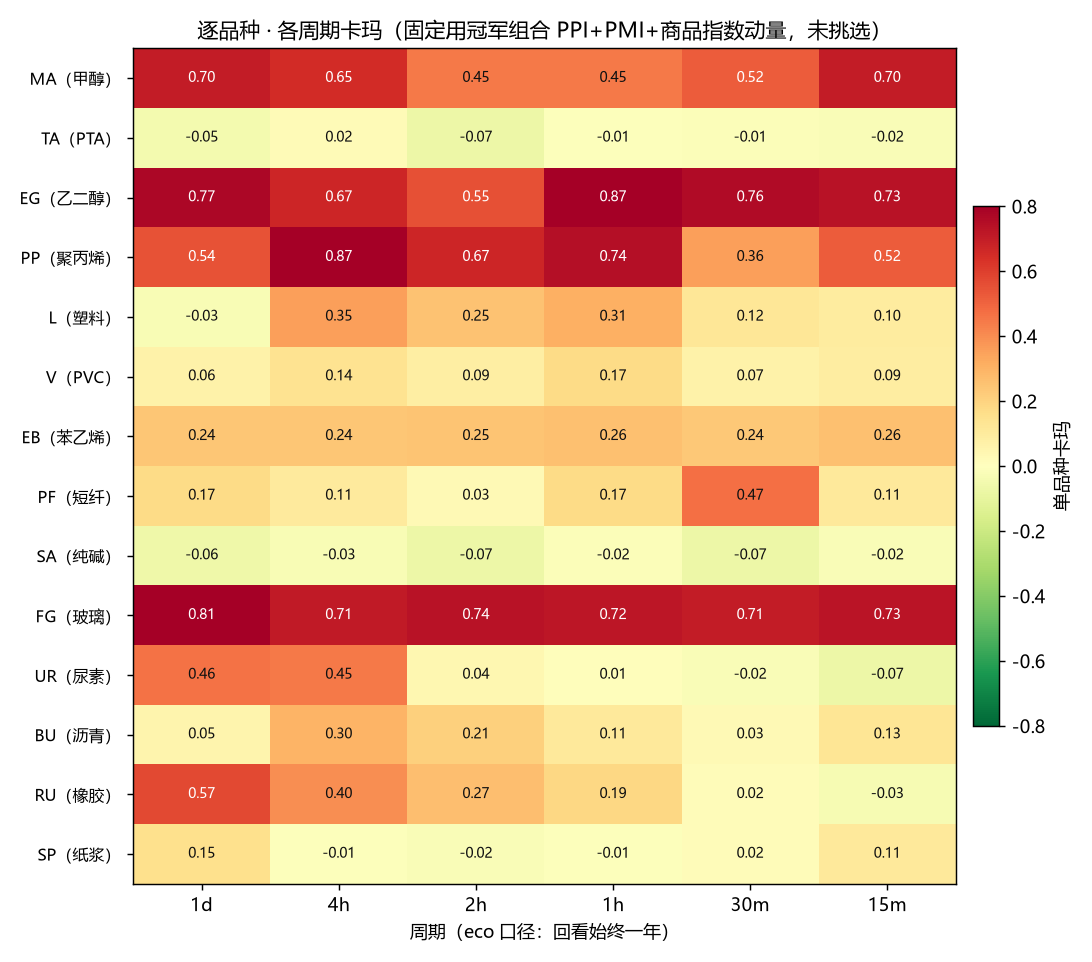 逐品种 · 各周期卡玛（固定用冠军组合 PPI+PMI+商品指数动量，未挑选）
MA（甲醇） 0.70 0.65 0.45 0.45 0.52 0.70
TA（PTA） -0.05 0.02 -0.07 -0.01 -0.01 -0.02
EG（乙二醇） 0.77 0.67 0.55 0.87 0.76 0.73
PP（聚丙烯） 0.54 0.87 0.67 0.74 0.36 0.52
L（塑料） -0.03 0.35 0.25 0.31 0.12 0.10
V（PVC） 0.06 0.14 0.09 0.17 0.07 0.09
EB（苯乙烯） 0.24 0.24 0.25 0.26 0.24 0.26
PF（短纤） 0.17 0.11 0.03 0.17 0.47 0.11
SA（纯碱） -0.06 -0.03 -0.07 -0.02 -0.07 -0.02
FG（玻璃） 0.81 0.71 0.74 0.72 0.71 0.73
UR（尿素） 0.46 0.45 0.04 0.01 -0.02 -0.07
BU（沥青） 0.05 0.30 0.21 0.11 0.03 0.13
RU（橡胶） 0.57 0.40 0.27 0.19 0.02 -0.03
SP（纸浆） 0.15 -0.01 -0.02 -0.01 0.02 0.11
1d 4h 2h 1h 30m 15m
周期（eco 口径：回看始终一年）
0.8
0.6
0.4
0.2
0.0
-0.2
-0.4
-0.6
-0.8
单品种卡玛